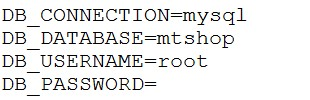 DB_CONNECTION=mysql
DB_DATABASE=mtshop
DB_USERNAME=root
DB_PASSWORD=